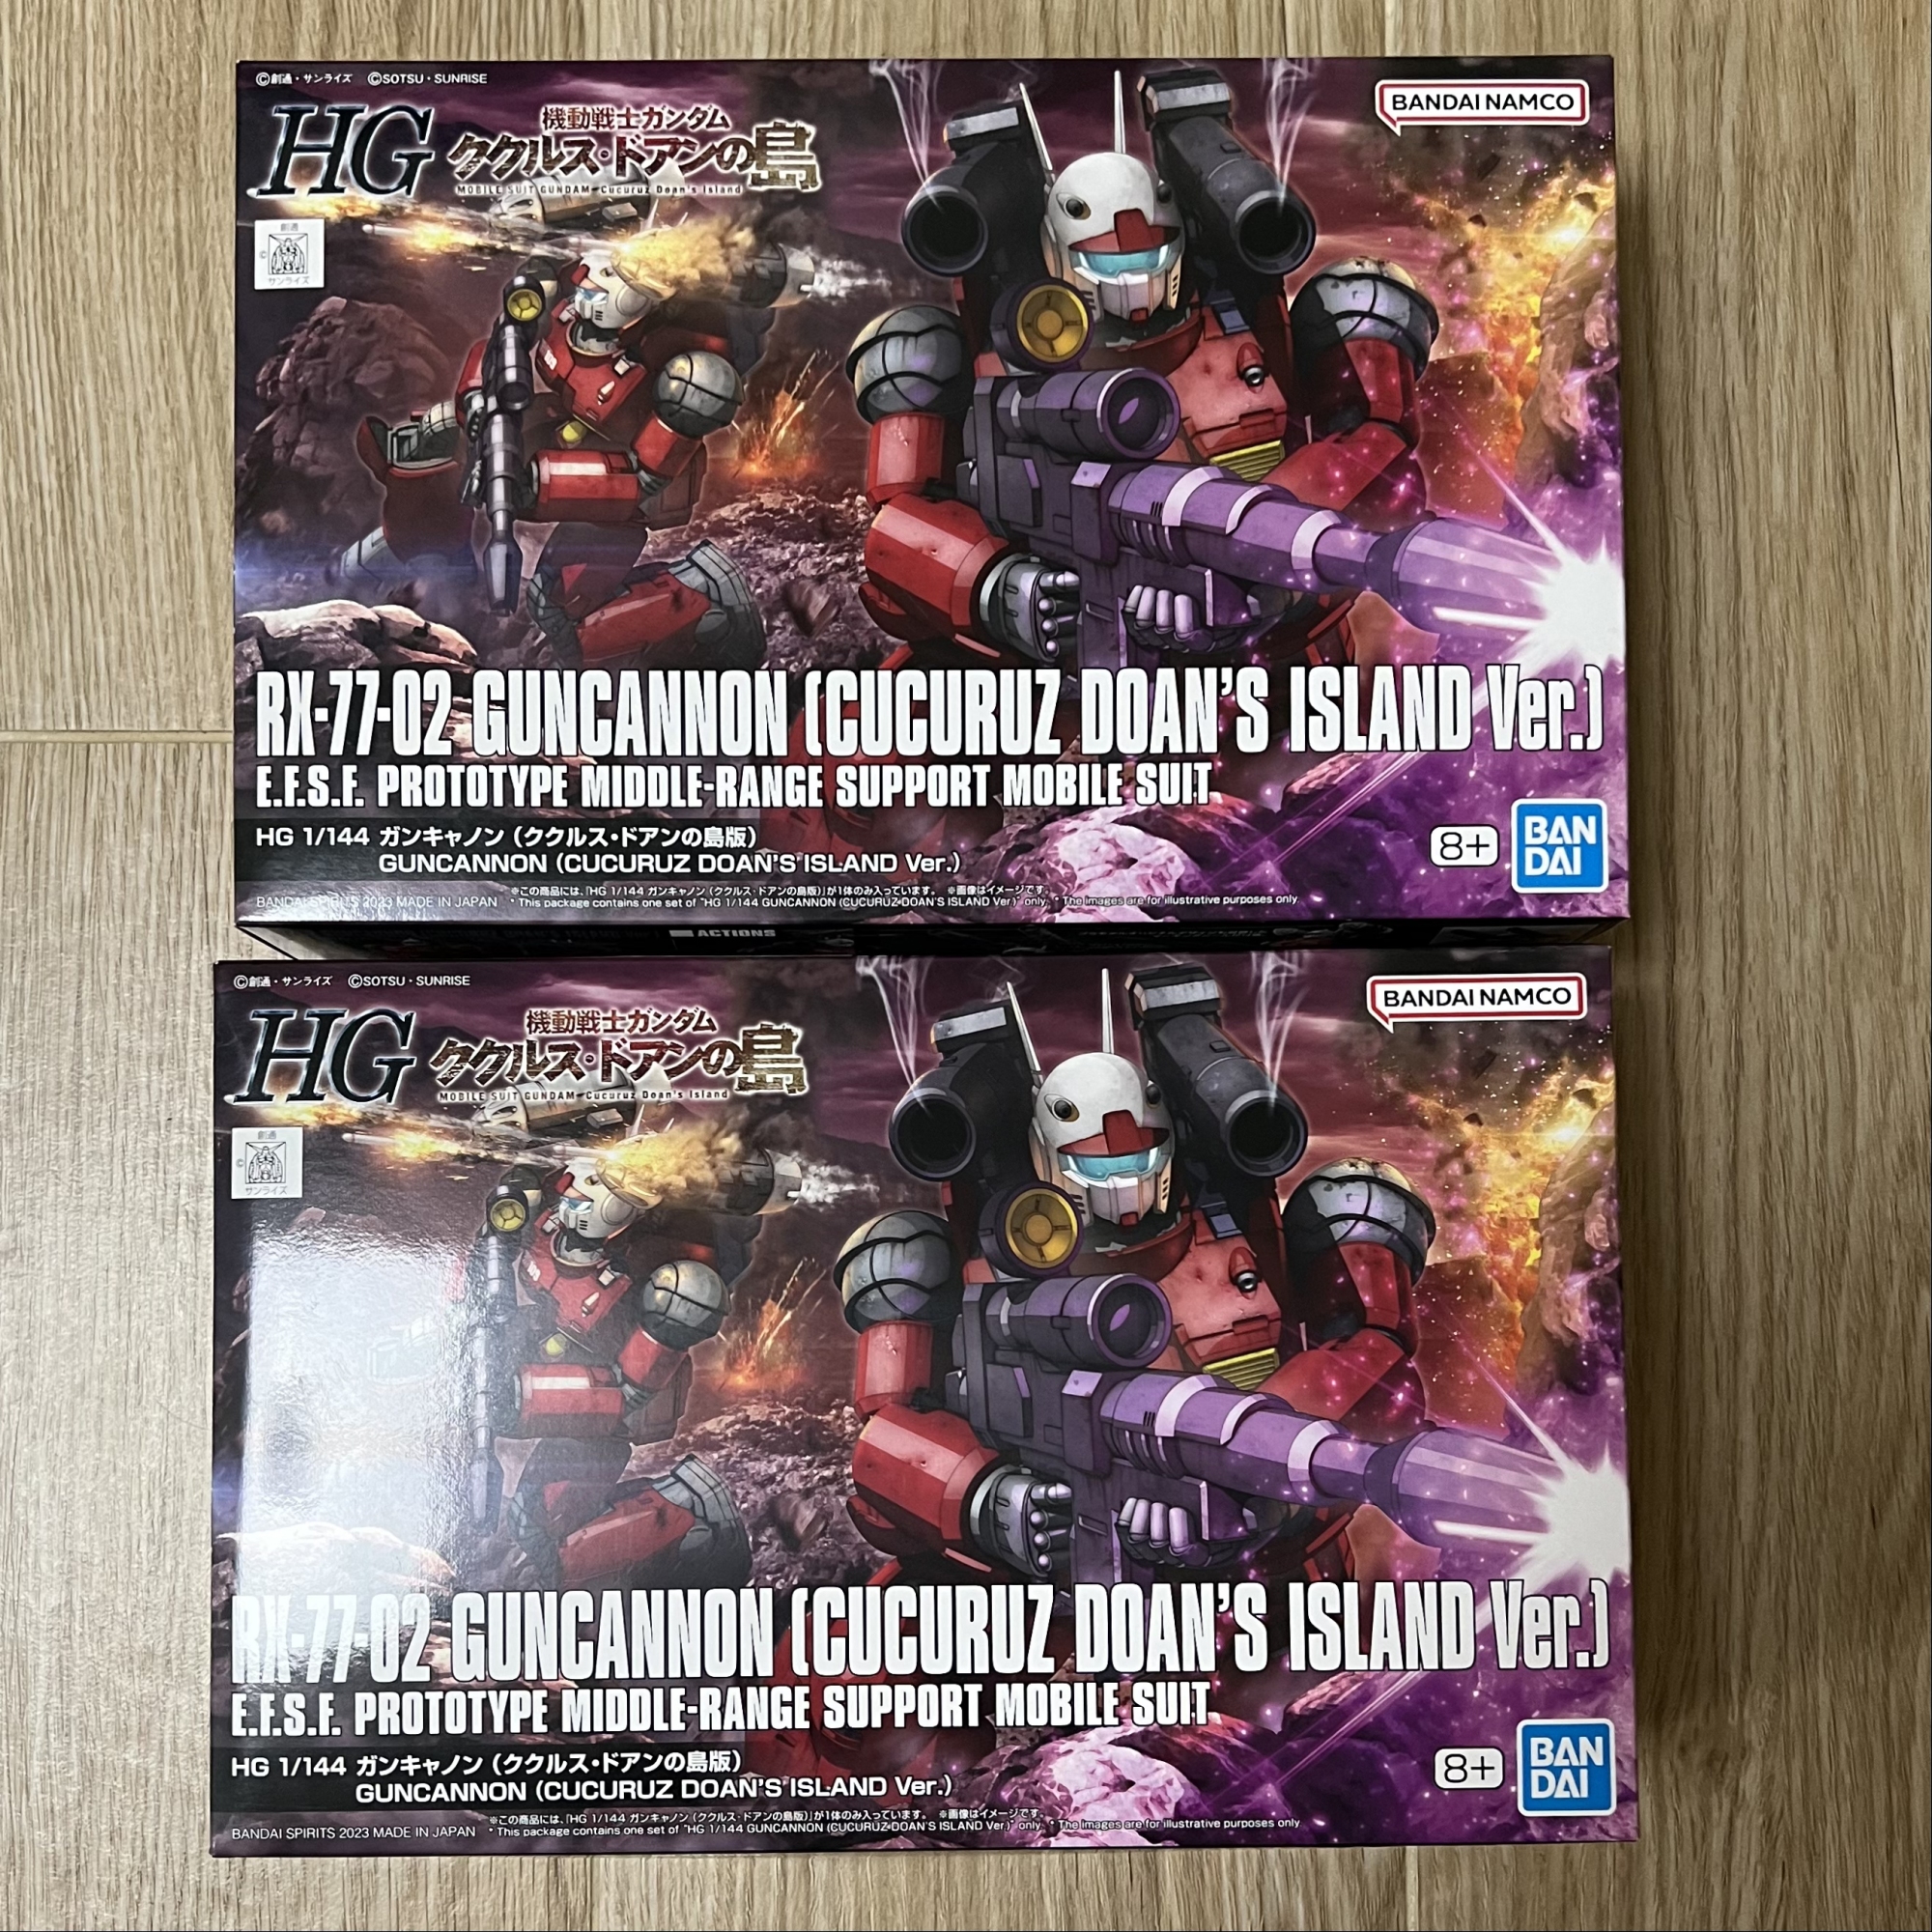 ©創通・サンライズ ©SOTSU・SUNRISE
BANDAI NAMCO
HG
機動戦士ガンダム
ククルス・ドアンの島
MOBILE SUIT GUNDAM Cucuruz Doan's Island
創通
©
サンライズ
RX-77-02 GUNCANNON (CUCURUZ DOAN'S ISLAND Ver.)
E.F.S.F. PROTOTYPE MIDDLE-RANGE SUPPORT MOBILE SUIT
HG 1/144 ガンキャノン (ククルス・ドアンの島版)
GUNCANNON (CUCURUZ DOAN'S ISLAND Ver.)
8+
BAN
DAI
※この商品には、「HG 1/144 ガンキャノン (ククルス・ドアンの島版)」が1体のみ入っています。 ※画像はイメージです。
BANDAI SPIRITS 2023 MADE IN JAPAN * This package contains one set of "HG 1/144 GUNCANNON (CUCURUZ DOAN'S ISLAND Ver.)" only. * The images are for illustrative purposes only
ACTIONS
©創通・サンライズ ©SOTSU・SUNRISE
BANDAI NAMCO
HG
機動戦士ガンダム
ククルス・ドアンの島
MOBILE SUIT GUNDAM Cucuruz Doan's Island
創通
©
サンライズ
RX-77-02 GUNCANNON (CUCURUZ DOAN'S ISLAND Ver.)
E.F.S.F. PROTOTYPE MIDDLE-RANGE SUPPORT MOBILE SUIT
HG 1/144 ガンキャノン (ククルス・ドアンの島版)
GUNCANNON (CUCURUZ DOAN'S ISLAND Ver.)
8+
BAN
DAI
※この商品には、「HG 1/144 ガンキャノン (ククルス・ドアンの島版)」が1体のみ入っています。 ※画像はイメージです。
BANDAI SPIRITS 2023 MADE IN JAPAN * This package contains one set of "HG 1/144 GUNCANNON (CUCURUZ DOAN'S ISLAND Ver.)" only. * The images are for illustrative purposes only